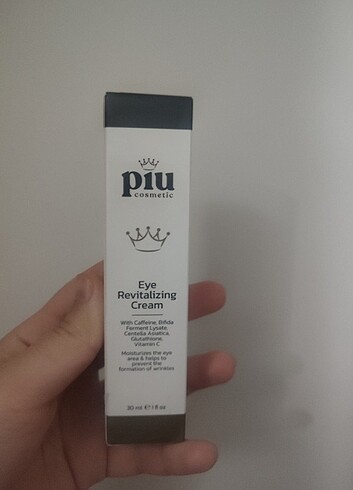 piu
cosmetic
Eye
Revitalizing
Cream
With Caffeine, Bifida
Ferment Lysate,
Centella Asiatica,
Glutathione,
Vitamin C
Moisturizes the eye
area & helps to
prevent the
formation of wrinkles
30 ml e 1 fl oz